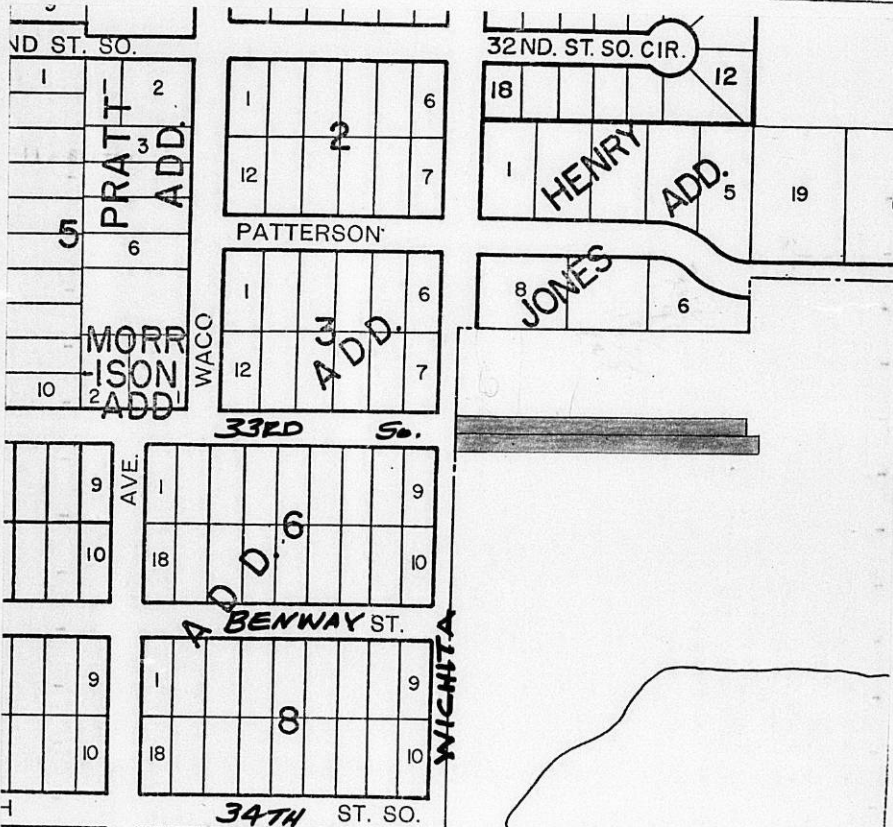 ND ST. SO.
32ND. ST. SO. CIR.
1
2
1
6
18
12
PRATT-
ADD.
3
2
HENRY
ADD.
1
5
19
12
7
5
6
PATTERSON
1
6
8
JONES
6
WACO
3
ADD.
MORR
-ISON
ADD
10
2
12
7
33RD So.
AVE.
9
1
9
6
10
18
10
ADD.
BENWAY ST.
WICHITA
9
1
9
8
10
18
10
34TH ST. SO.